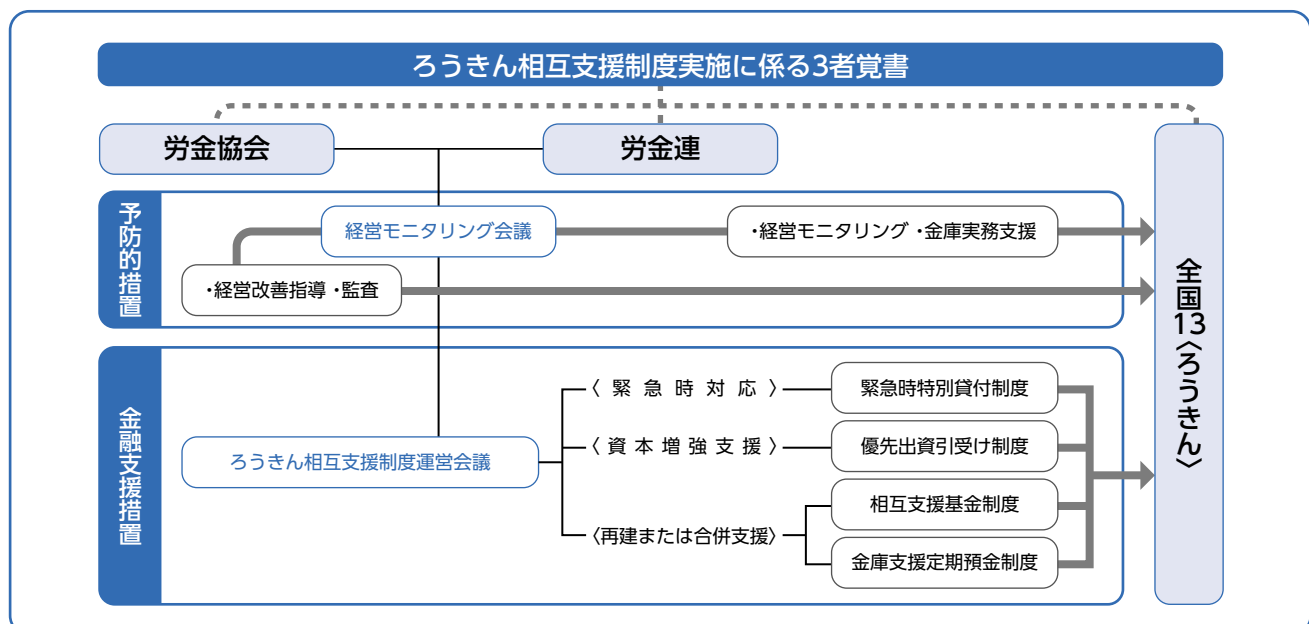 ろうきん相互支援制度実施に係る3者覚書
労金協会
労金連
予防的措置
経営モニタリング会議
・経営モニタリング・金庫実務支援
・経営改善指導・監査
全国13〈ろうきん〉
金融支援措置
ろうきん相互支援制度運営会議
〈緊急時対応〉
緊急時特別貸付制度
〈資本増強支援〉
優先出資引受け制度
〈再建または合併支援〉
相互支援基金制度
金庫支援定期預金制度